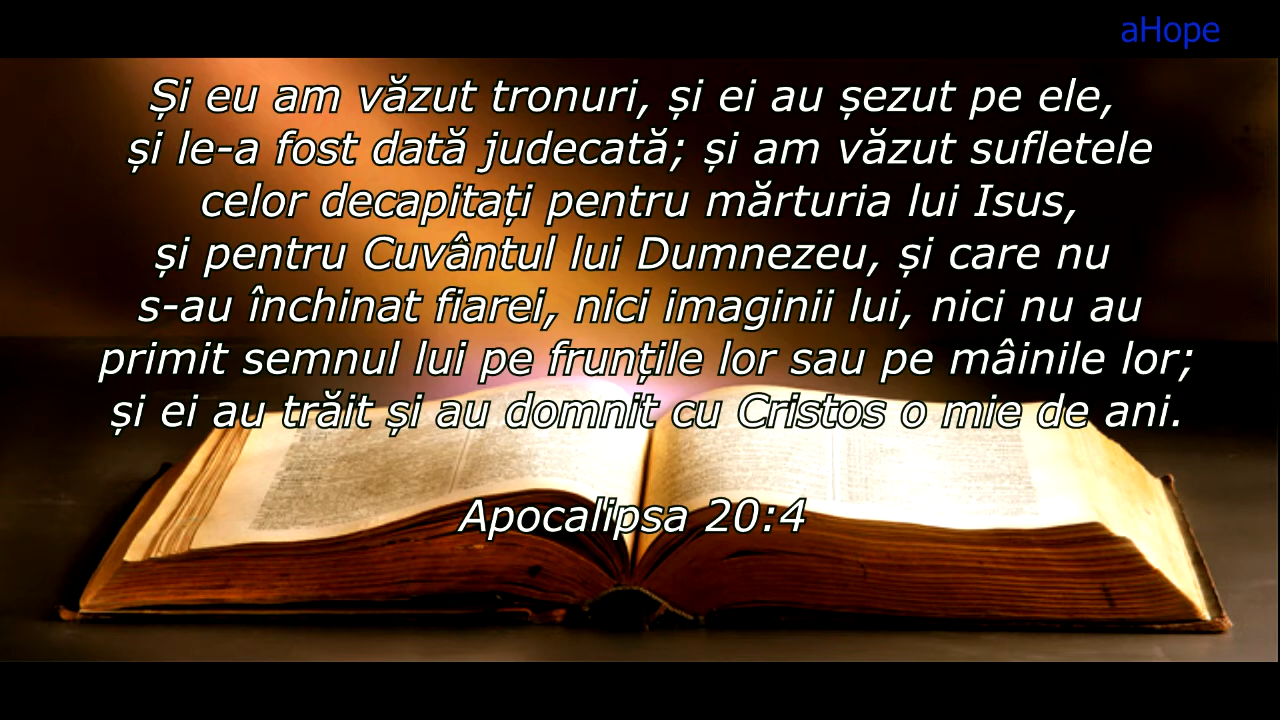 aHope
Și eu am văzut tronuri, și ei au șezut pe ele,
și le-a fost dată judecată; și am văzut sufletele
celor decapitați pentru mărturia lui Isus,
și pentru Cuvântul lui Dumnezeu, și care nu
s-au închinat fiarei, nici imaginii lui, nici nu au
primit semnul lui pe frunțile lor sau pe mâinile lor;
și ei au trăit și au domnit cu Cristos o mie de ani.
Apocalipsa 20:4